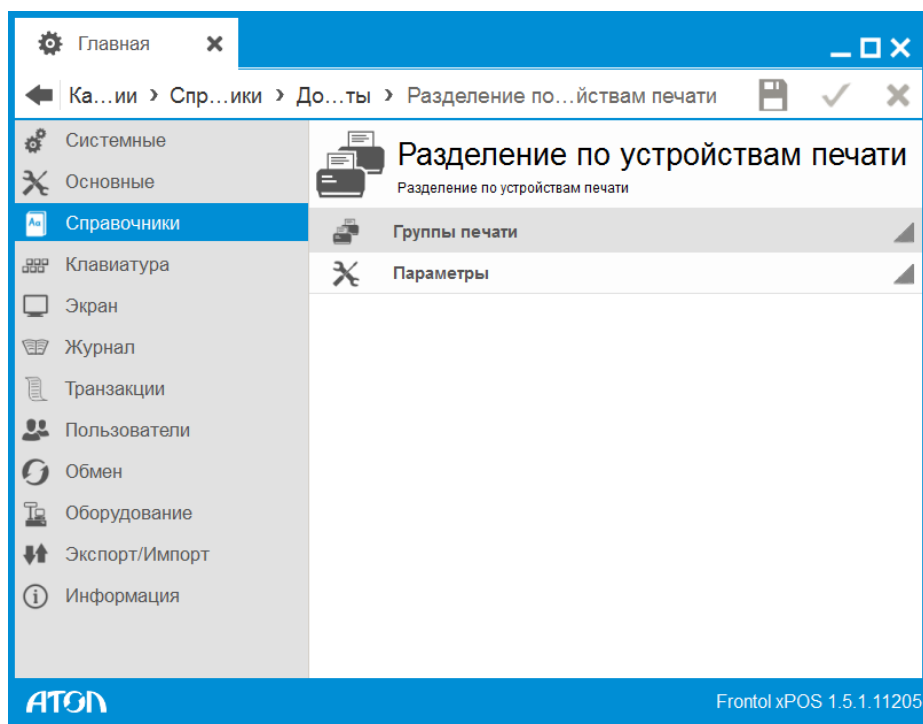 Главная
Ка...ии › Спр...ики › До...ты › Разделение по...йствам печати
Системные
Основные
Справочники
Клавиатура
Экран
Журнал
Транзакции
Пользователи
Обмен
Оборудование
Экспорт/Импорт
Информация
Разделение по устройствам печати
Разделение по устройствам печати
Группы печати
Параметры
АТОЛ
Frontol xPOS 1.5.1.11205